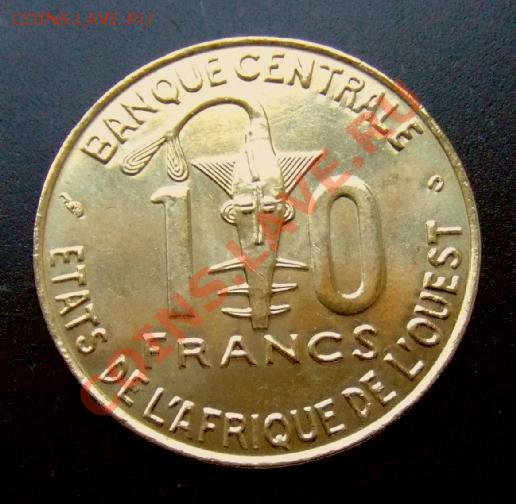 COINS.LAVE.RU
BANQUE CENTRALE
10
FRANCS
ETATS DE L'AFRIQUE DE L'OUEST
COINS.LAVE.RU